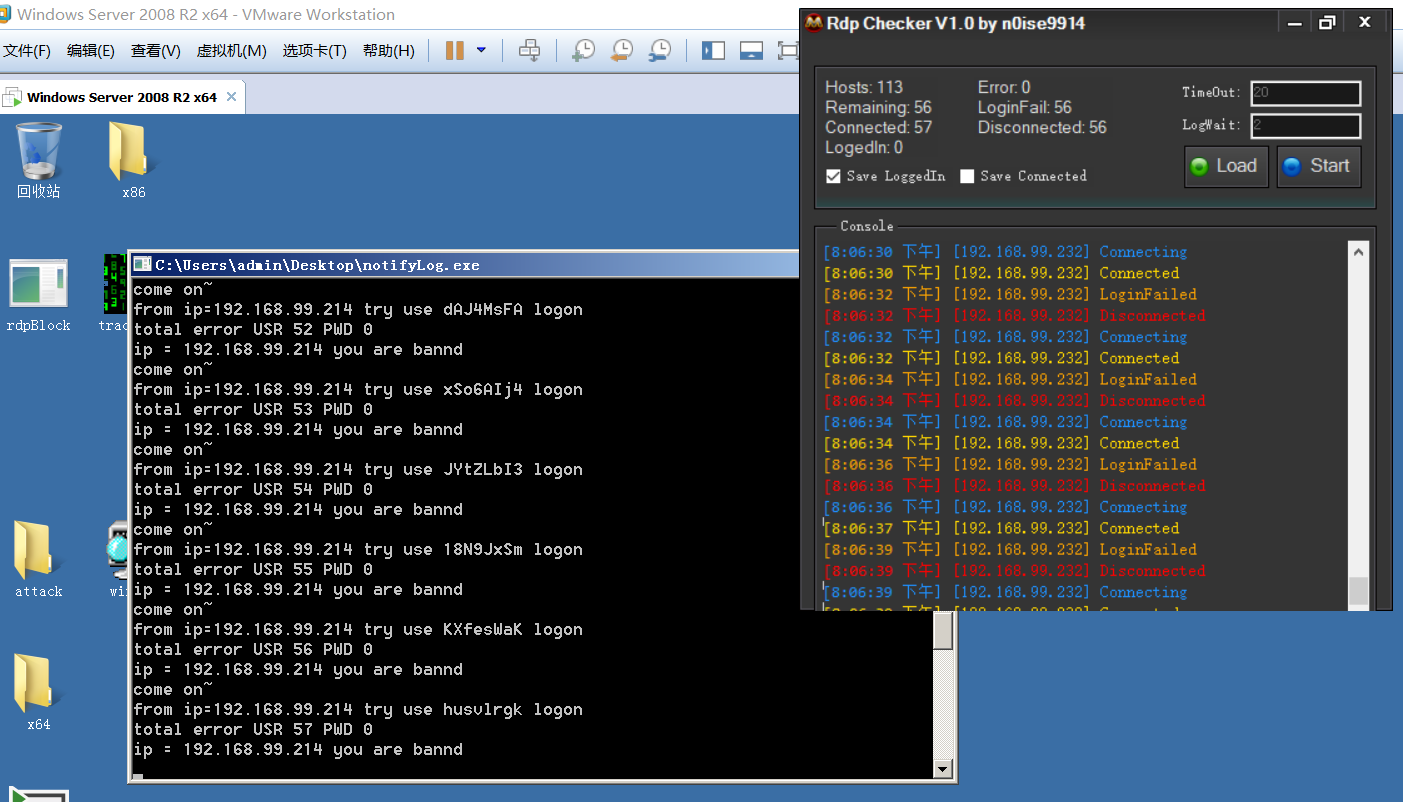 Windows Server 2008 R2 x64 - VMware Workstation
文件(F) 编辑(E) 查看(V) 虚拟机(M) 选项卡(T) 帮助(H)
Windows Server 2008 R2 x64
回收站
x86
rdpBlock
trac
attack
wi
x64
C:\Users\admin\Desktop\notifyLog.exe
come on~
from ip=192.168.99.214 try use dAJ4MsFA logon
total error USR 52 PWD 0
ip = 192.168.99.214 you are bannd
come on~
from ip=192.168.99.214 try use xSo6AIj4 logon
total error USR 53 PWD 0
ip = 192.168.99.214 you are bannd
come on~
from ip=192.168.99.214 try use JYtZLbI3 logon
total error USR 54 PWD 0
ip = 192.168.99.214 you are bannd
come on~
from ip=192.168.99.214 try use 18N9JxSm logon
total error USR 55 PWD 0
ip = 192.168.99.214 you are bannd
come on~
from ip=192.168.99.214 try use KXfesWaK logon
total error USR 56 PWD 0
ip = 192.168.99.214 you are bannd
come on~
from ip=192.168.99.214 try use husvlrgk logon
total error USR 57 PWD 0
ip = 192.168.99.214 you are bannd
Rdp Checker V1.0 by n0ise9914
Hosts: 113
Remaining: 56
Connected: 57
LogedIn: 0
Error: 0
LoginFail: 56
Disconnected: 56
TimeOut: 20
LogWait: 2
Save LoggedIn Save Connected
Load Start
Console
[8:06:30 下午] [192.168.99.232] Connecting
[8:06:30 下午] [192.168.99.232] Connected
[8:06:32 下午] [192.168.99.232] LoginFailed
[8:06:32 下午] [192.168.99.232] Disconnected
[8:06:32 下午] [192.168.99.232] Connecting
[8:06:32 下午] [192.168.99.232] Connected
[8:06:34 下午] [192.168.99.232] LoginFailed
[8:06:34 下午] [192.168.99.232] Disconnected
[8:06:34 下午] [192.168.99.232] Connecting
[8:06:34 下午] [192.168.99.232] Connected
[8:06:36 下午] [192.168.99.232] LoginFailed
[8:06:36 下午] [192.168.99.232] Disconnected
[8:06:36 下午] [192.168.99.232] Connecting
[8:06:37 下午] [192.168.99.232] Connected
[8:06:39 下午] [192.168.99.232] LoginFailed
[8:06:39 下午] [192.168.99.232] Disconnected
[8:06:39 下午] [192.168.99.232] Connecting